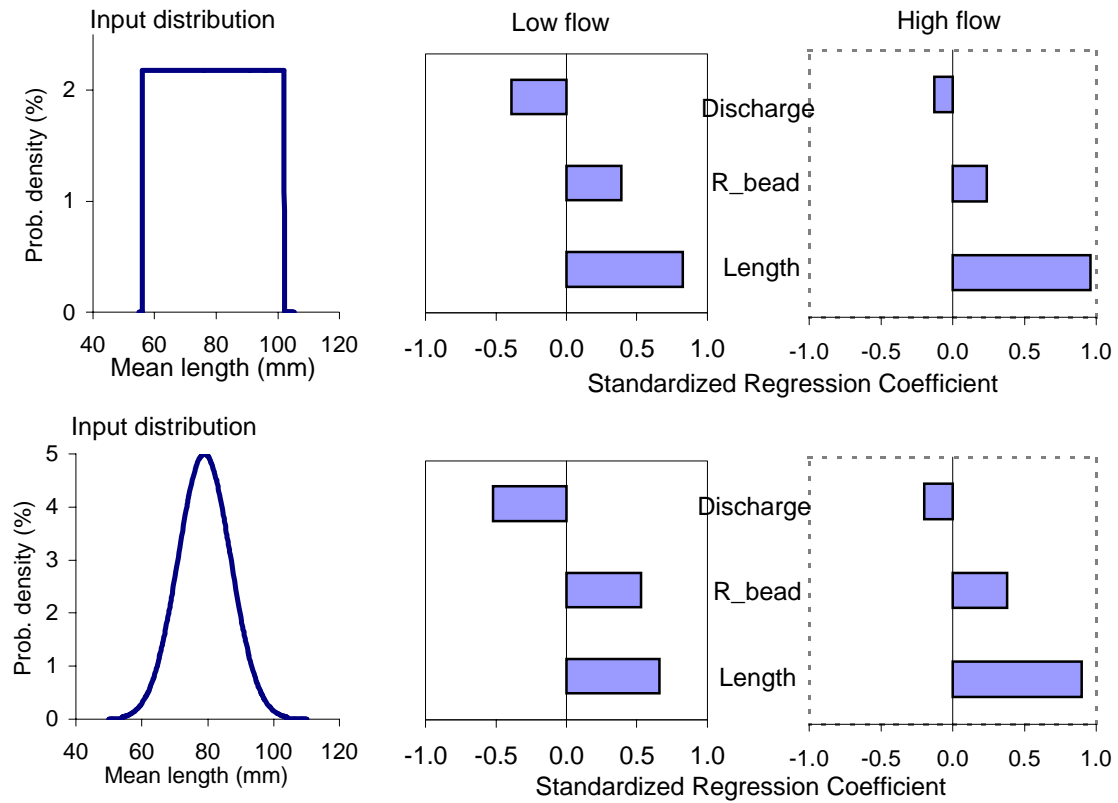 Input distribution
Low flow
High flow
Prob. density (%)
2
1
0
40 60 80 100 120
Mean length (mm)
Discharge
R_bead
Length
-1.0 -0.5 0.0 0.5 1.0
-1.0 -0.5 0.0 0.5 1.0
Standardized Regression Coefficient
Input distribution
Prob. density (%)
5
4
3
2
1
0
40 60 80 100 120
Mean length (mm)
Discharge
R_bead
Length
-1.0 -0.5 0.0 0.5 1.0
-1.0 -0.5 0.0 0.5 1.0
Standardized Regression Coefficient